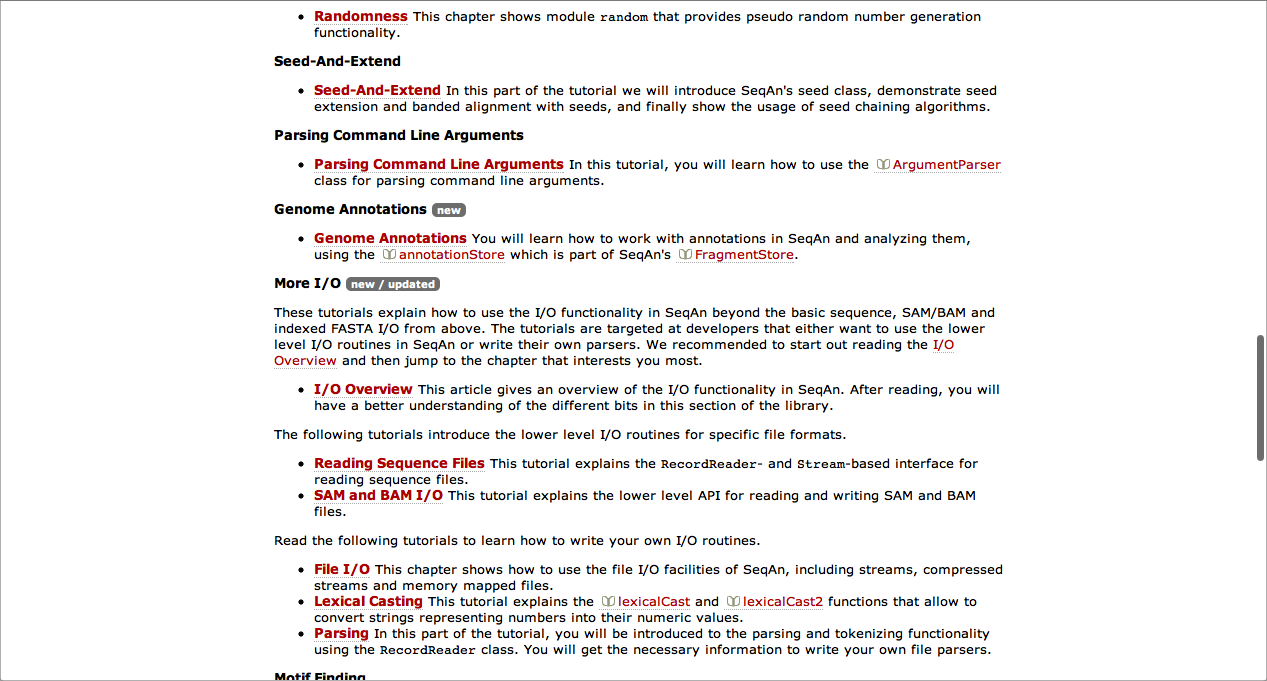 Randomness This chapter shows module random that provides pseudo random number generation
functionality.
Seed-And-Extend
Seed-And-Extend In this part of the tutorial we will introduce SeqAn's seed class, demonstrate seed
extension and banded alignment with seeds, and finally show the usage of seed chaining algorithms.
Parsing Command Line Arguments
Parsing Command Line Arguments In this tutorial, you will learn how to use the ArgumentParser
class for parsing command line arguments.
Genome Annotations new
Genome Annotations You will learn how to work with annotations in SeqAn and analyzing them,
using the annotationStore which is part of SeqAn's FragmentStore.
More I/O new / updated
These tutorials explain how to use the I/O functionality in SeqAn beyond the basic sequence, SAM/BAM and
indexed FASTA I/O from above. The tutorials are targeted at developers that either want to use the lower
level I/O routines in SeqAn or write their own parsers. We recommended to start out reading the I/O
Overview and then jump to the chapter that interests you most.
I/O Overview This article gives an overview of the I/O functionality in SeqAn. After reading, you will
have a better understanding of the different bits in this section of the library.
The following tutorials introduce the lower level I/O routines for specific file formats.
Reading Sequence Files This tutorial explains the RecordReader- and Stream-based interface for
reading sequence files.
SAM and BAM I/O This tutorial explains the lower level API for reading and writing SAM and BAM
files.
Read the following tutorials to learn how to write your own I/O routines.
File I/O This chapter shows how to use the file I/O facilities of SeqAn, including streams, compressed
streams and memory mapped files.
Lexical Casting This tutorial explains the lexicalCast and lexicalCast2 functions that allow to
convert strings representing numbers into their numeric values.
Parsing In this part of the tutorial, you will be introduced to the parsing and tokenizing functionality
using the RecordReader class. You will get the necessary information to write your own file parsers.
Motif Finding